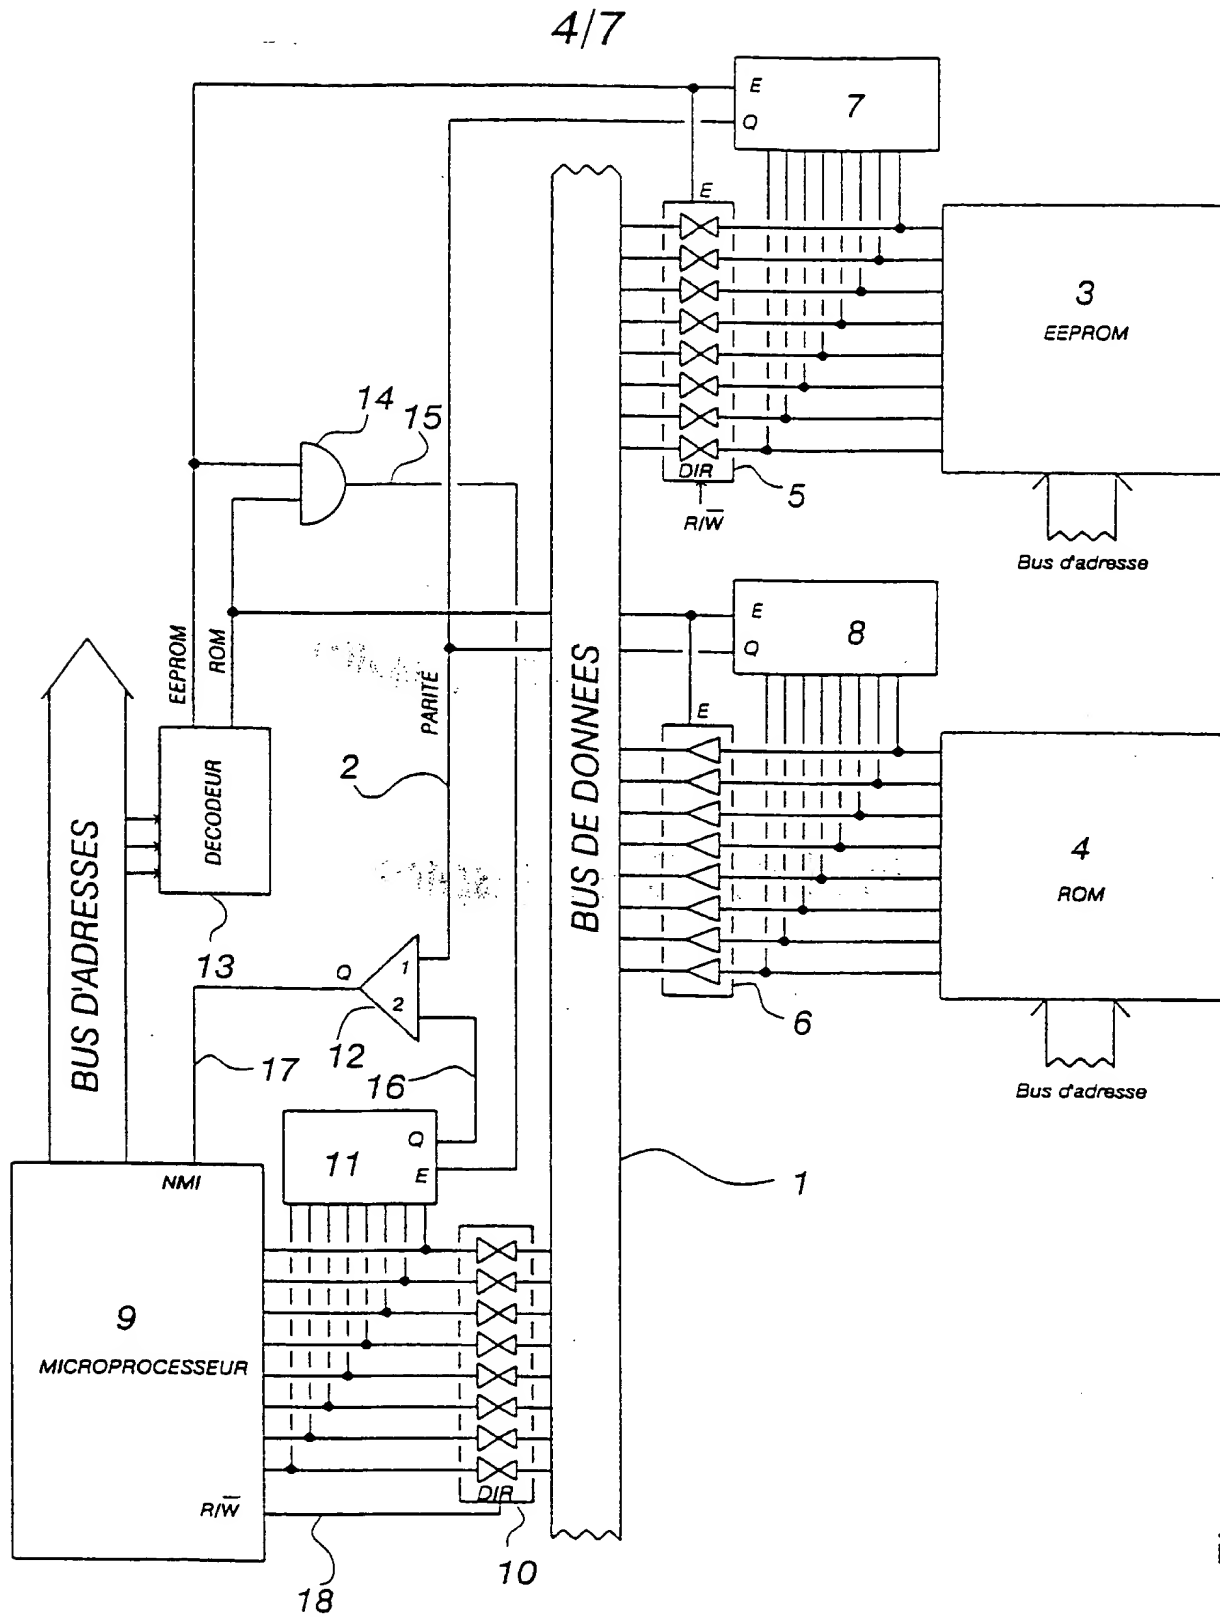 4/7
E
7
Q
E
3
EEPROM
14
15
DIR
5
R/W̅
Bus d'adresse
E
8
Q
EEPROM
ROM
PARITE
E
2
DECODEUR
BUS DE DONNEES
4
ROM
BUS D'ADRESSES
13
Q
1
2
12
6
17
16
Bus d'adresse
Q
11
E
1
NMI
9
MICROPROCESSEUR
R/W̅
DIR
10
18